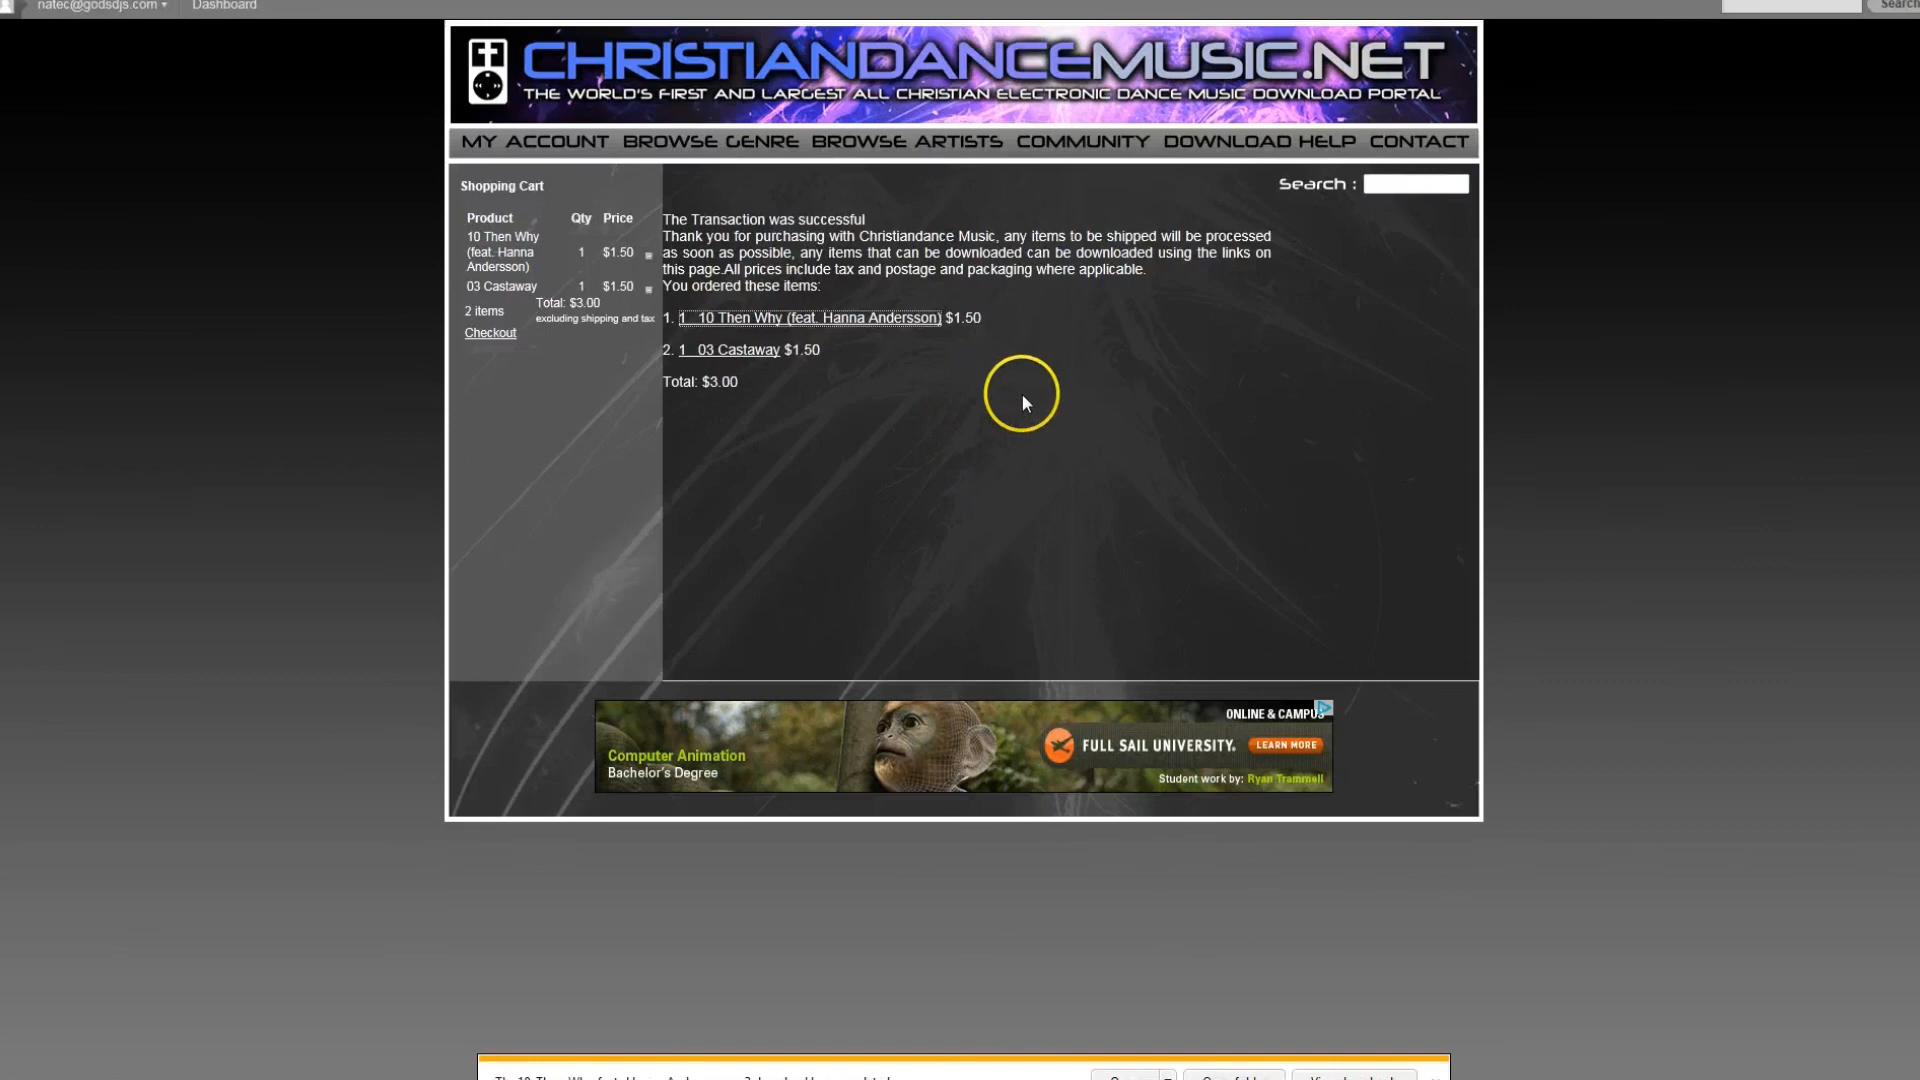 natec@godsdjs.com Dashboard Search
CHRISTIANDANCEMUSIC.NET
THE WORLD'S FIRST AND LARGEST ALL CHRISTIAN ELECTRONIC DANCE MUSIC DOWNLOAD PORTAL
MY ACCOUNT BROWSE GENRE BROWSE ARTISTS COMMUNITY DOWNLOAD HELP CONTACT
Shopping Cart
Product Qty Price
10 Then Why
(feat. Hanna 1 $1.50
Andersson)
03 Castaway 1 $1.50
Total: $3.00
2 items
excluding shipping and tax
Checkout
Search :
The Transaction was successful
Thank you for purchasing with Christiandance Music, any items to be shipped will be processed
as soon as possible, any items that can be downloaded can be downloaded using the links on
this page.All prices include tax and postage and packaging where applicable.
You ordered these items:
1. 1 10 Then Why (feat. Hanna Andersson) $1.50
2. 1 03 Castaway $1.50
Total: $3.00
ONLINE & CAMPUS
Computer Animation
Bachelor's Degree
FULL SAIL UNIVERSITY. LEARN MORE
Student work by: Ryan Trammell